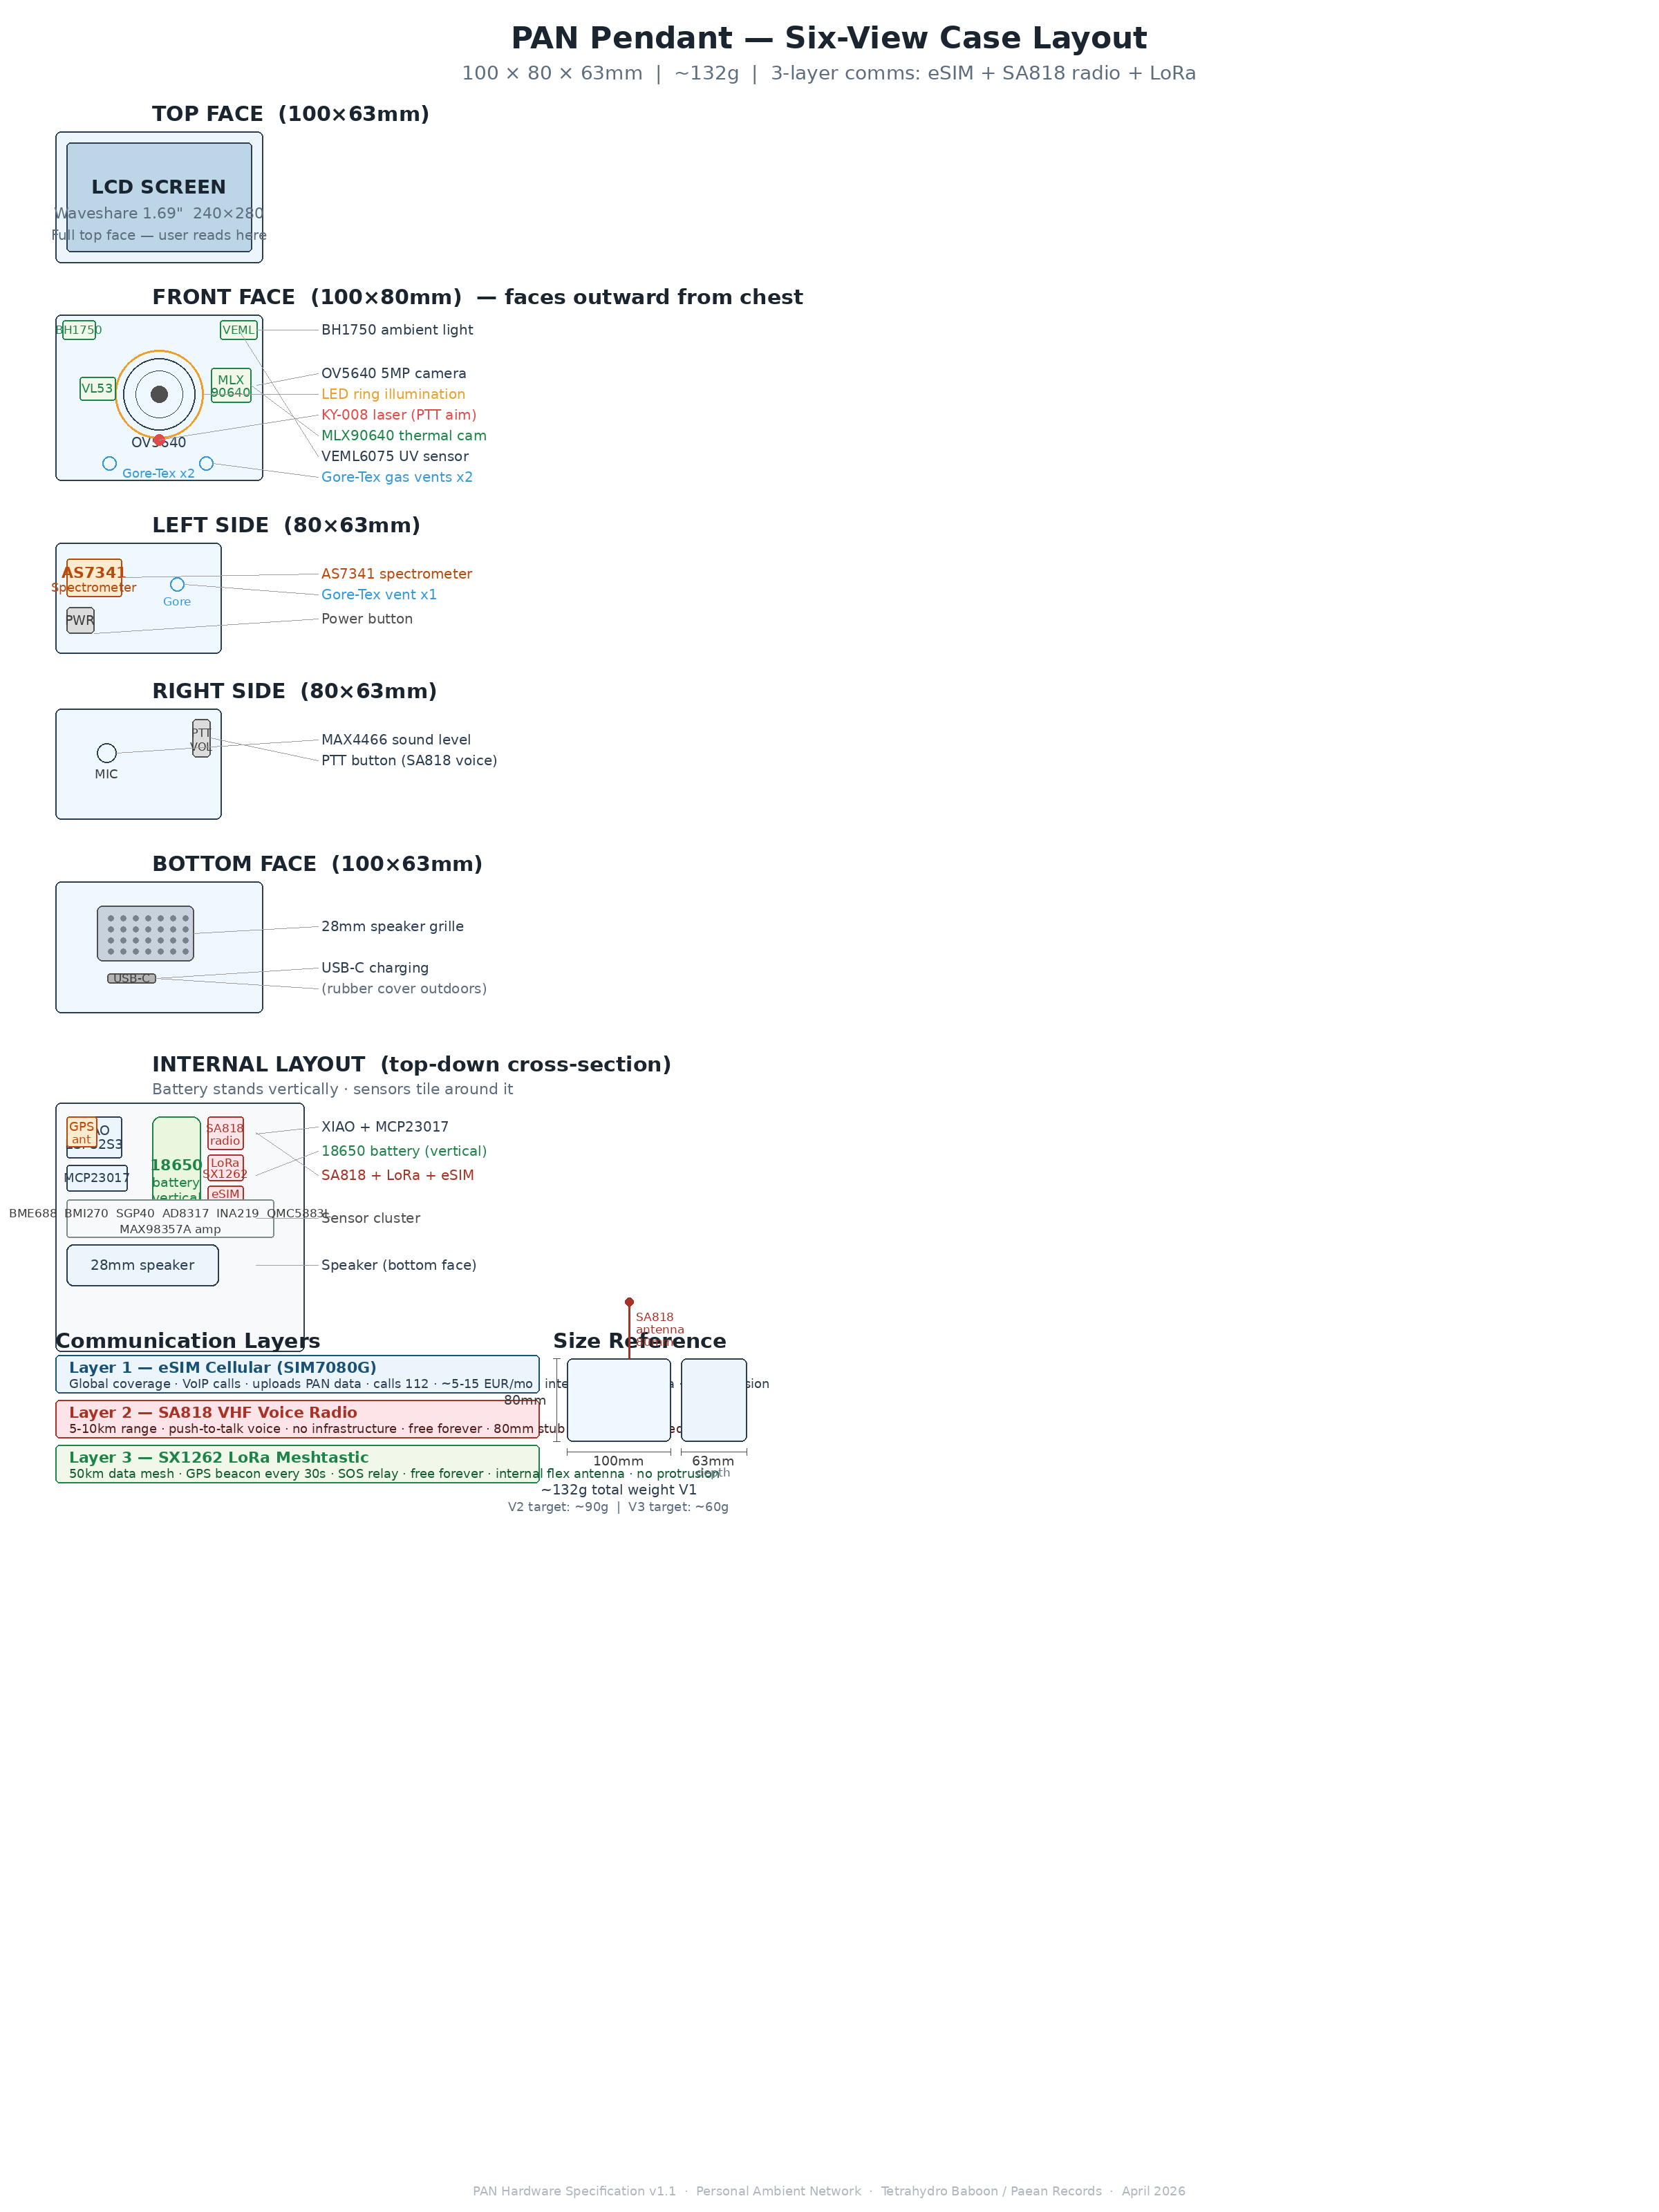 PAN Pendant — Six-View Case Layout
100 × 80 × 63mm | ~132g | 3-layer comms: eSIM + SA818 radio + LoRa
TOP FACE (100×63mm)
LCD SCREEN
Waveshare 1.69" 240×280
Full top face — user reads here
FRONT FACE (100×80mm) — faces outward from chest
BH1750
VEML
VL53
MLX
90640
OV5640
Gore-Tex x2
BH1750 ambient light
OV5640 5MP camera
LED ring illumination
KY-008 laser (PTT aim)
MLX90640 thermal cam
VEML6075 UV sensor
Gore-Tex gas vents x2
LEFT SIDE (80×63mm)
AS7341
Spectrometer
Gore
PWR
AS7341 spectrometer
Gore-Tex vent x1
Power button
RIGHT SIDE (80×63mm)
PTT
VOL
MIC
MAX4466 sound level
PTT button (SA818 voice)
BOTTOM FACE (100×63mm)
USB-C
28mm speaker grille
USB-C charging
(rubber cover outdoors)
INTERNAL LAYOUT (top-down cross-section)
Battery stands vertically · sensors tile around it
GPS
ant
MCP23017
18650
battery
vertical
SA818
radio
LoRa
SX1262
eSIM
BME688 BMI270 SGP40 AD8317 INA219 QMC5883L
MAX98357A amp
28mm speaker
XIAO + MCP23017
18650 battery (vertical)
SA818 + LoRa + eSIM
Sensor cluster
Speaker (bottom face)
Communication Layers
Layer 1 — eSIM Cellular (SIM7080G)
Global coverage · VoIP calls · uploads PAN data · calls 112 · ~5-15 EUR/mo
Layer 2 — SA818 VHF Voice Radio
5-10km range · push-to-talk voice · no infrastructure · free forever · 80mm stub
Layer 3 — SX1262 LoRa Meshtastic
50km data mesh · GPS beacon every 30s · SOS relay · free forever · internal flex antenna · no protrusion
Size Reference
SA818
antenna
80mm
100mm
63mm
depth
~132g total weight V1
V2 target: ~90g | V3 target: ~60g
PAN Hardware Specification v1.1 · Personal Ambient Network · Tetrahydro Baboon / Paean Records · April 2026